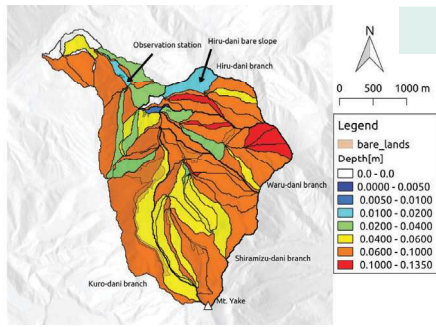 Observation station
Hiru-dani bare slope
Hiru-dani branch
N
0
500
1000 m
Legend
bare_lands
Depth[m]
0.0 - 0.0
0.0000 - 0.0050
0.0050 - 0.0100
0.0100 - 0.0200
0.0200 - 0.0400
0.0400 - 0.0600
0.0600 - 0.1000
0.1000 - 0.1350
Waru-dani branch
Shiramizu-dani branch
Kuro-dani branch
Mt. Yake